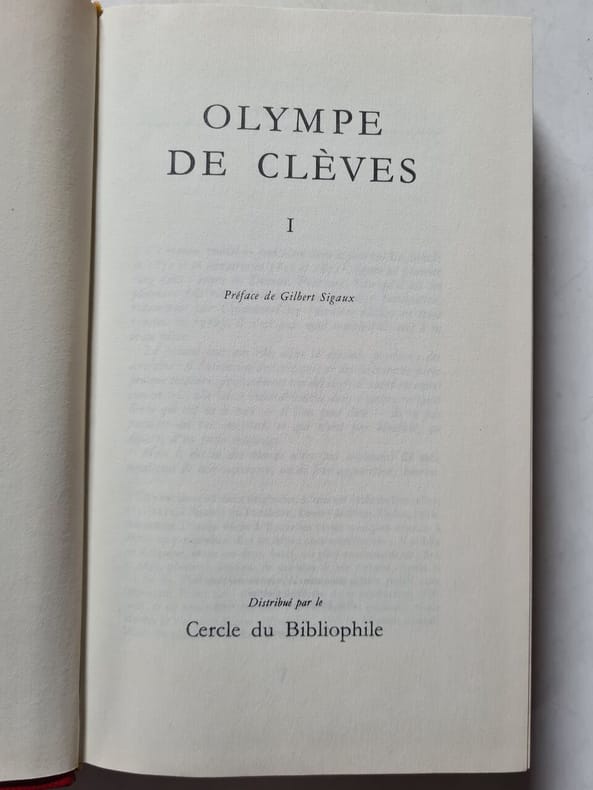 OLYMPE
DE CLÈVES
I
Préface de Gilbert Sigaux
Distribué par le
Cercle du Bibliophile